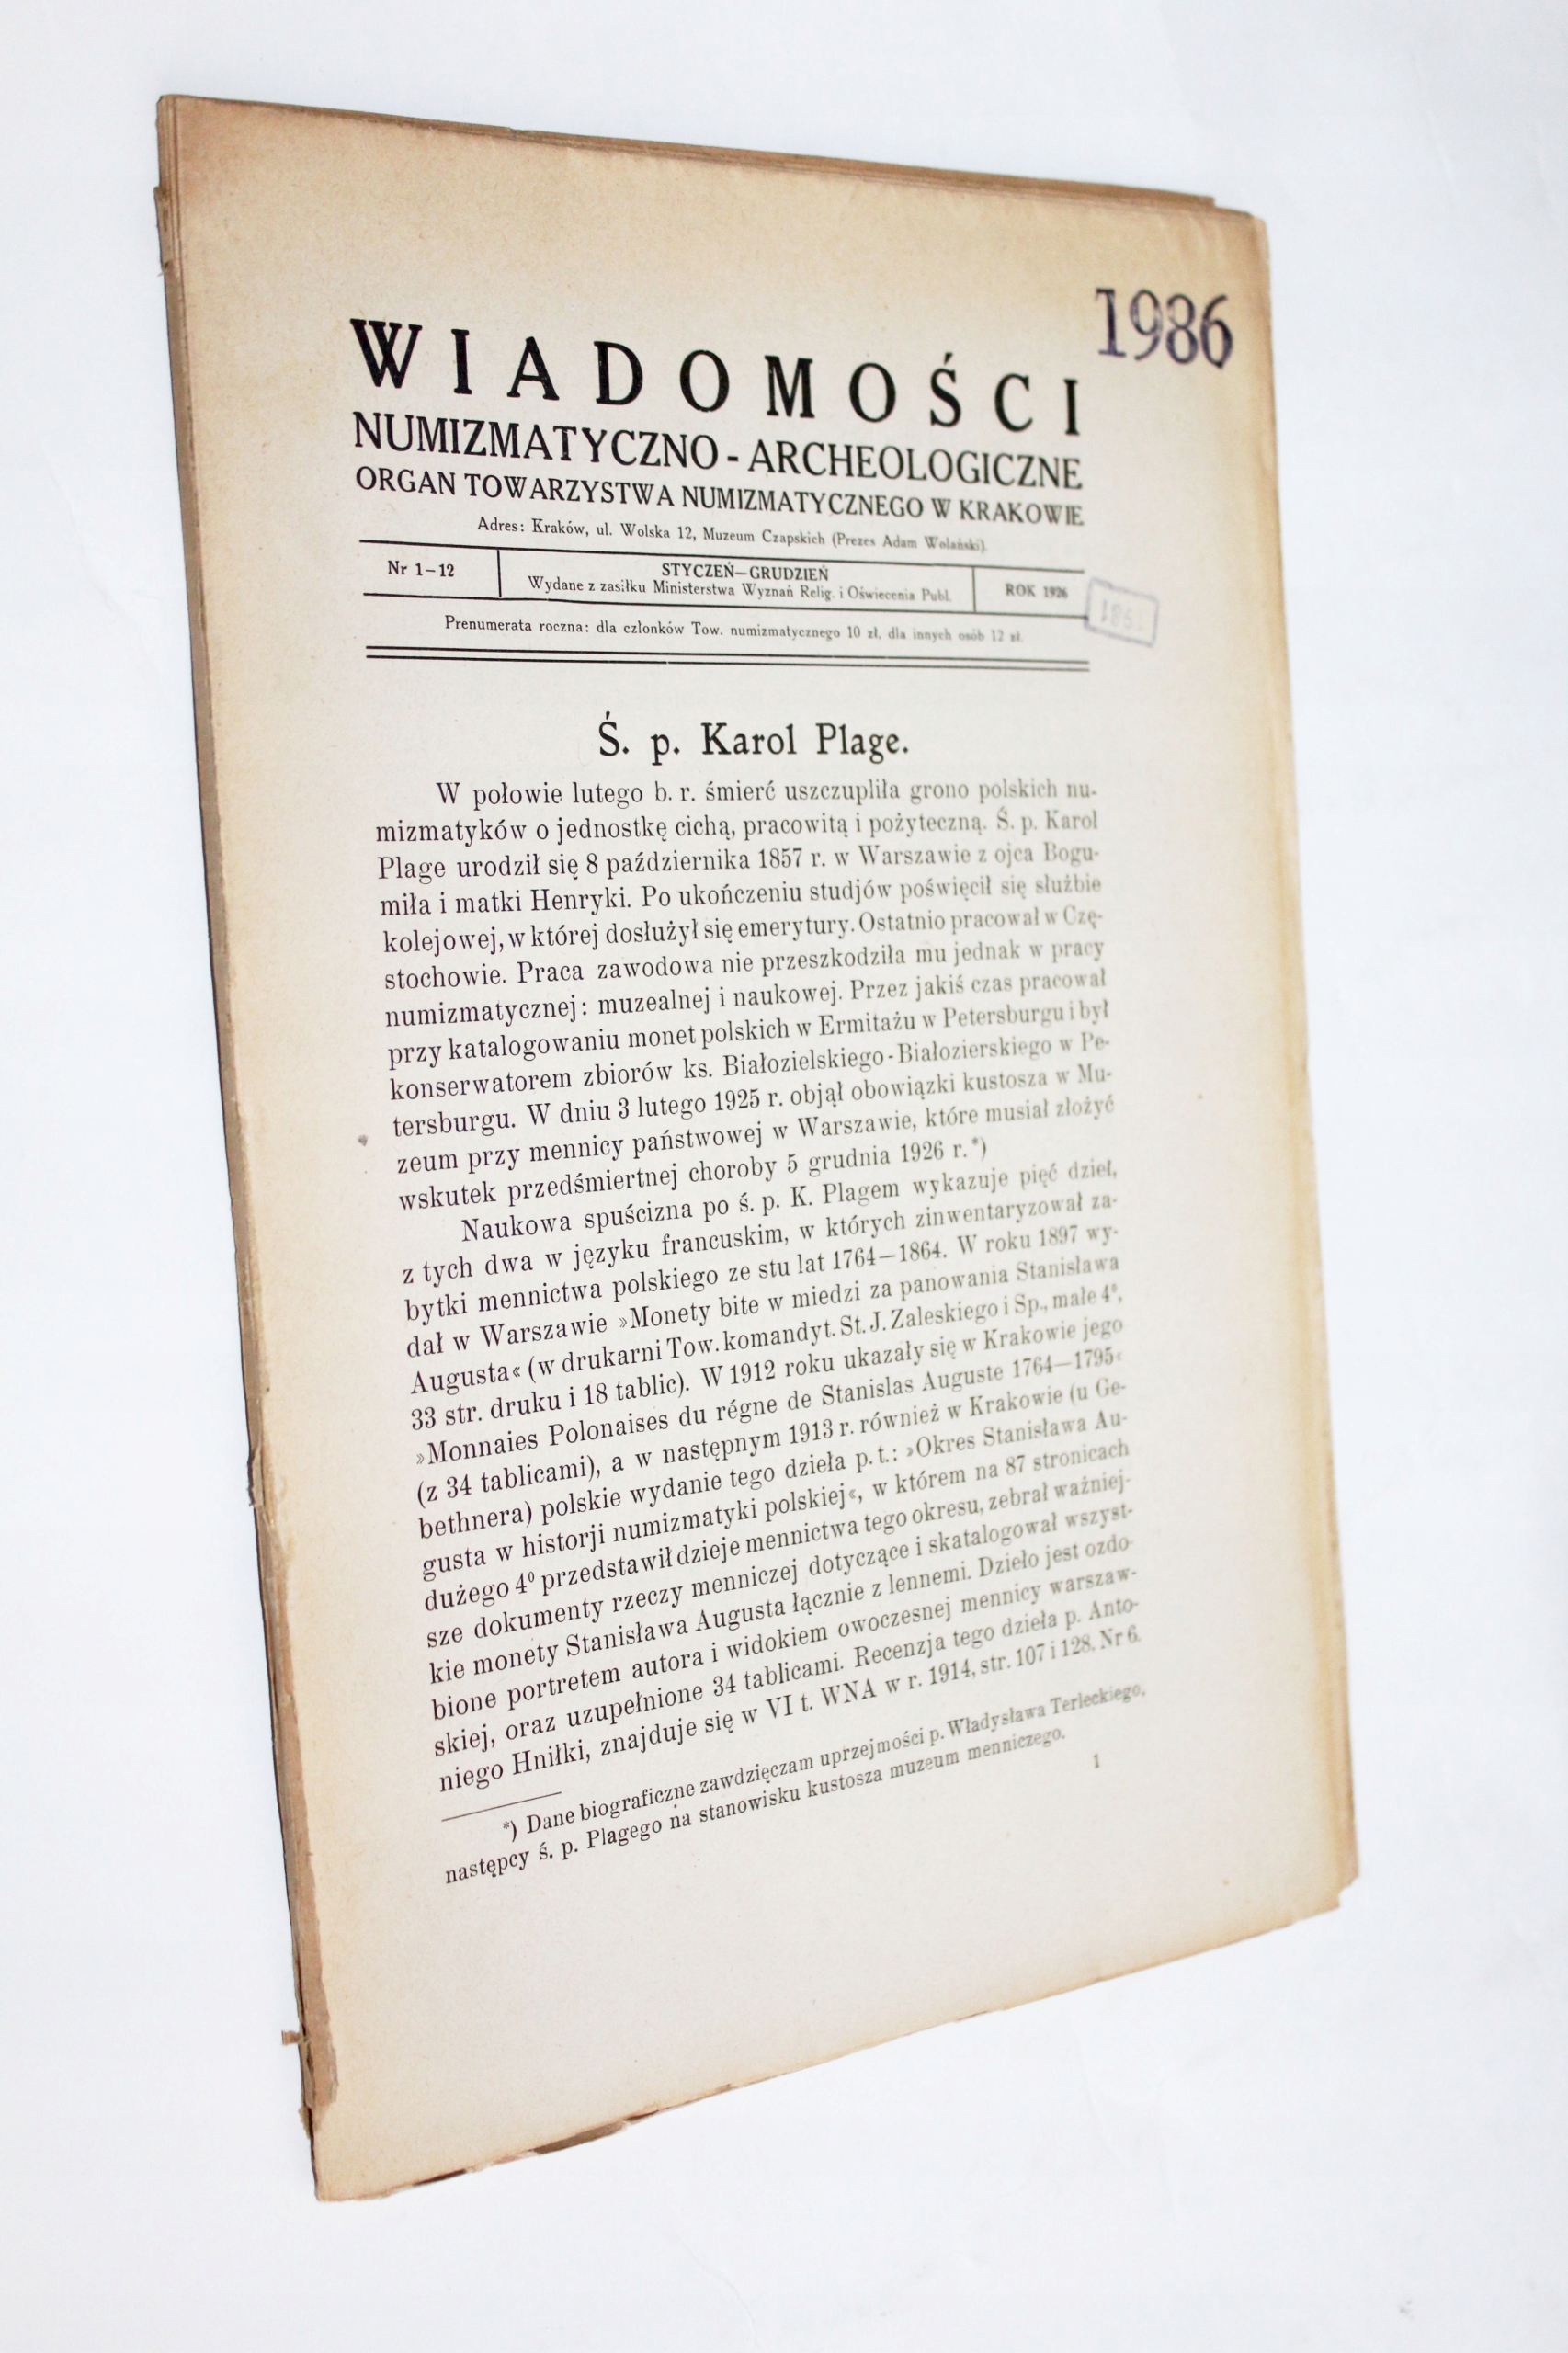 1986
WIADOMOŚCI
NUMIZMATYCZNO-ARCHEOLOGICZNE
ORGAN TOWARZYSTWA NUMIZMATYCZNEGO W KRAKOWIE
Adres: Kraków, ul. Wolska 12, Muzeum Czapskich (Prezes Adam Wolański)
Nr 1-12
STYCZEŃ—GRUDZIEŃ
Wydane z zasiłku Ministerstwa Wyznań Relig. i Oświecenia Publ.
ROK 1926
Prenumerata roczna: dla członków Tow. numizmatycznego 10 zł, dla innych osób 12 zł.
Ś. p. Karol Plage.
W połowie lutego b. r. śmierć uszczupliła grono polskich nu-
mizmatyków o jednostkę cichą, pracowitą i pożyteczną. Ś. p. Karol
Plage urodził się 8 października 1857 r. w Warszawie z ojca Bogu-
miła i matki Henryki. Po ukończeniu studjów poświęcił się służbie
kolejowej, w której dosłużył się emerytury. Ostatnio pracował w Czę-
stochowie. Praca zawodowa nie przeszkodziła mu jednak w pracy
numizmatycznej: muzealnej i naukowej. Przez jakiś czas pracował
przy katalogowaniu monet polskich w Ermitażu w Petersburgu i był
konserwatorem zbiorów ks. Białozielskiego-Białozierskiego w Pe-
tersburgu. W dniu 3 lutego 1925 r. objął obowiązki kustosza w Mu-
zeum przy mennicy państwowej w Warszawie, które musiał złożyć
wskutek przedśmiertnej choroby 5 grudnia 1926 r.*)
Naukowa spuścizna po ś. p. K. Plagem wykazuje pięć dzieł,
z tych dwa w języku francuskim, w których zinwentaryzował za-
bytki mennictwa polskiego ze stu lat 1764—1864. W roku 1897 wy-
dał w Warszawie »Monety bite w miedzi za panowania Stanisława
Augusta« (w drukarni Tow. komandyt. St. J. Zaleskiego i Sp., małe 4º,
33 str. druku i 18 tablic). W 1912 roku ukazały się w Krakowie jego
»Monnaies Polonaises du régne de Stanislas Auguste 1764—1795«
(z 34 tablicami), a w następnym 1913 r. również w Krakowie (u Ge-
bethnera) polskie wydanie tego dzieła p. t.: »Okres Stanisława Au-
gusta w historji numizmatyki polskiej«, w którem na 87 stronicach
dużego 4º przedstawił dzieje mennictwa tego okresu, zebrał ważniej-
sze dokumenty rzeczy menniczej dotyczące i skatalogował wszyst-
kie monety Stanisława Augusta łącznie z lennemi. Dzieło jest ozdo-
bione portretem autora i widokiem owoczesnej mennicy warszaw-
skiej, oraz uzupełnione 34 tablicami. Recenzja tego dzieła p. Anto-
niego Hniłki, znajduje się w VI t. WNA w r. 1914, str. 107 i 128. Nr 6.
*) Dane biograficzne zawdzięczam uprzejmości p. Władysława Terleckiego,
następcy ś. p. Plagego na stanowisku kustosza muzeum menniczego.
1